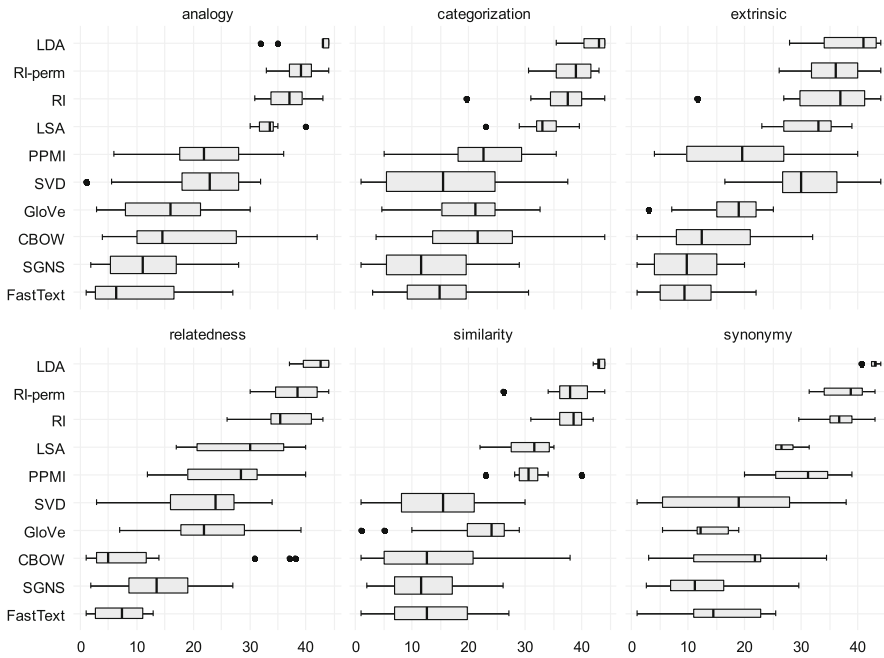 analogy categorization extrinsic
LDA
RI-perm
RI
LSA
PPMI
SVD
GloVe
CBOW
SGNS
FastText
relatedness similarity synonymy
LDA
RI-perm
RI
LSA
PPMI
SVD
GloVe
CBOW
SGNS
FastText
0 10 20 30 40 0 10 20 30 40 0 10 20 30 40